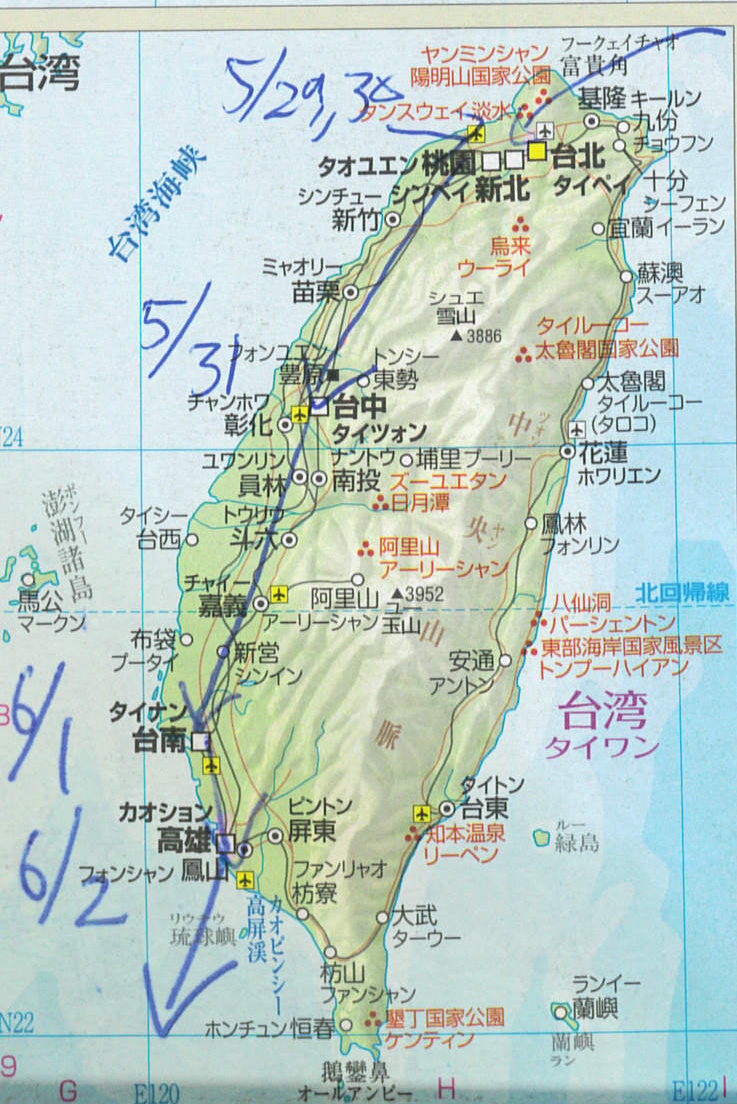 台湾
5/29,30
ヤンミンシャン
陽明山国家公園
フークェイチャオ
富貴角
タンスウェイ 淡水
基隆 キールン
九份
チョウフン
タオユエン 桃園
シンペイ 新北
台北
タイペイ
十分
シーフェン
シンチュー
新竹
宜蘭 イーラン
烏来
ウーライ
台湾海峡
ミャオリー
苗栗
蘇澳
スーアオ
シュエ
雪山
▲3886
5/31
フォンユエン
豊原
トンシー
東勢
タイルーコー
太魯閣国家公園
太魯閣
タイルーコー
(タロコ)
チャンホワ
彰化
台中
タイツォン
N24
花蓮
ホワリエン
ユワンリン
員林
ナントウ
南投
埔里 プーリー
ズーユエタン
日月潭
中央山脈
ツォン
ヤン
澎湖諸島
ポンフー
タイシー
台西
トウリウ
斗六
鳳林
フォンリン
阿里山
アーリーシャン
馬公
マークン
チャイー
嘉義
阿里山
アーリーシャン
▲3952
ユー
玉山
北回帰線
八仙洞
パーシェントン
東部海岸国家風景区
トンプーハイアン
布袋
プータイ
新営
シンイン
安通
アントン
6/1
タイナン
台南
台湾
タイワン
カオション
高雄
ピントン
屏東
タイトン
台東
知本温泉
リーペン
ルー
緑島
6/2
フォンシャン 鳳山
ファンリャオ
枋寮
リウチウ
琉球嶼
高屏渓
カオピンシー
大武
ターウー
枋山
ファンシャン
ランイー
蘭嶼
蘭嶼
ラン
N22
ホンチュン 恒春
墾丁国家公園
ケンティン
鵝鑾鼻
オールアンピー
9
G
E120
H
E122
I